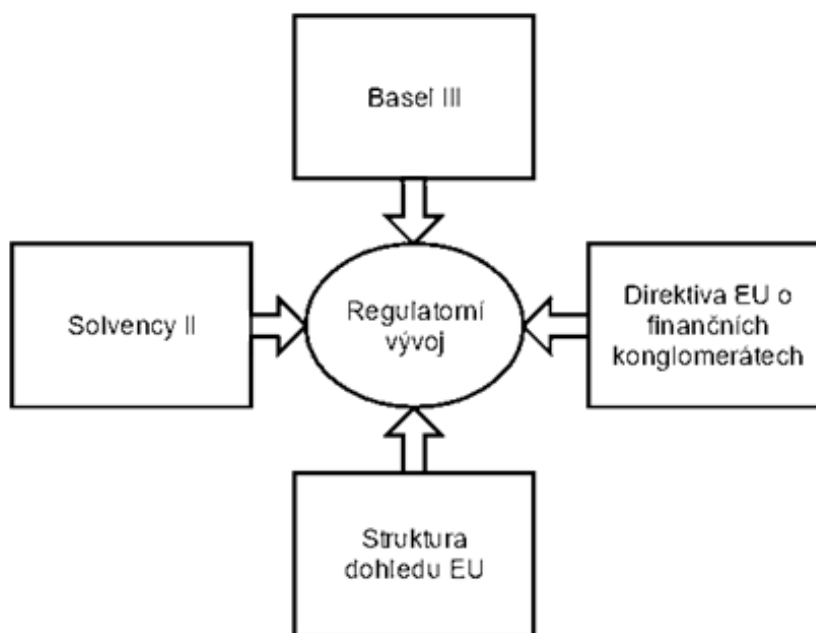 Basel III
Solvency II
Regulatorní
vývoj
Direktiva EU o
finančních
konglomerátech
Struktura
dohledu EU